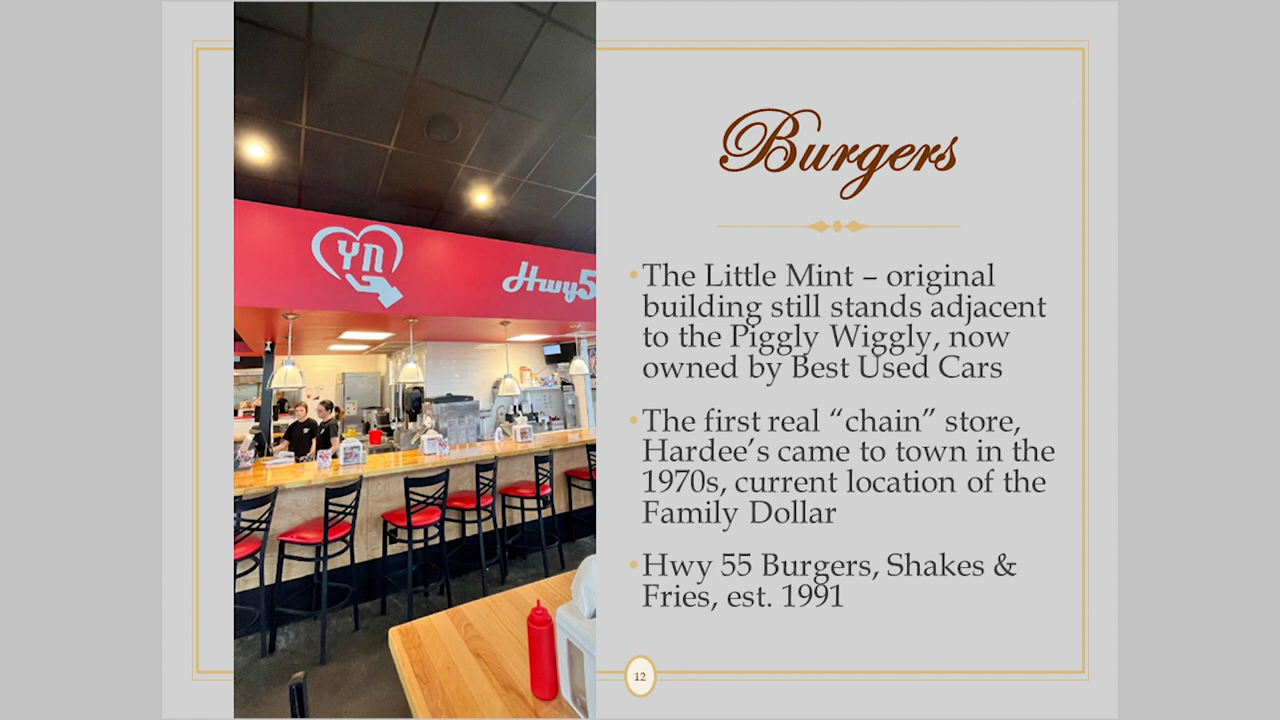 YN
Hwy5
Burgers
•The Little Mint – original
building still stands adjacent
to the Piggly Wiggly, now
owned by Best Used Cars
•The first real “chain” store,
Hardee’s came to town in the
1970s, current location of the
Family Dollar
•Hwy 55 Burgers, Shakes &
Fries, est. 1991
12